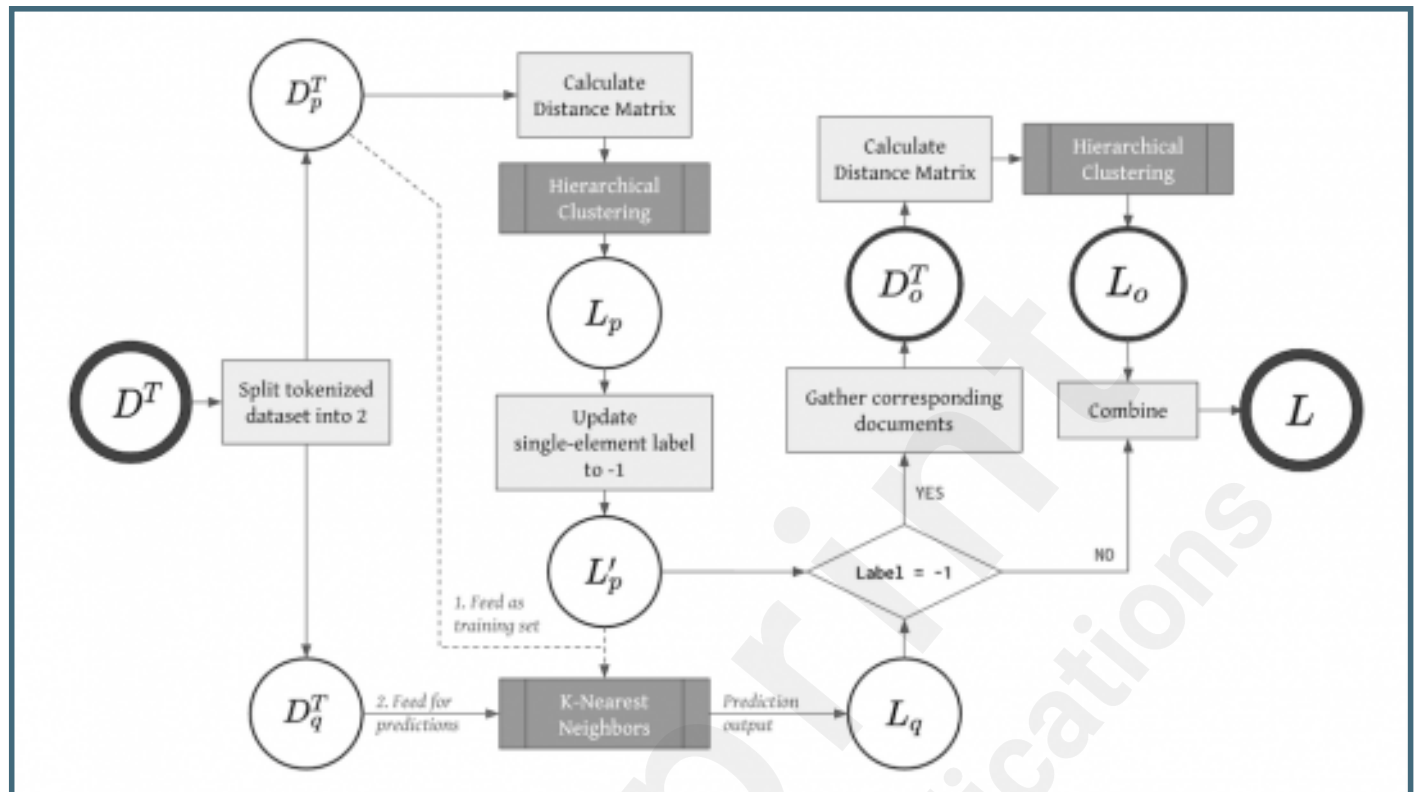 D_p^T
Calculate
Distance Matrix
Hierarchical
Clustering
L_p
Update
single-element label
to -1
L'_p
D^T
Split tokenized
dataset into 2
1. Feed as
training set
D_q^T
2. Feed for
predictions
K-Nearest
Neighbors
Prediction
output
L_q
Label = -1
YES
NO
Gather corresponding
documents
D_o^T
Calculate
Distance Matrix
Hierarchical
Clustering
L_o
Combine
L
print